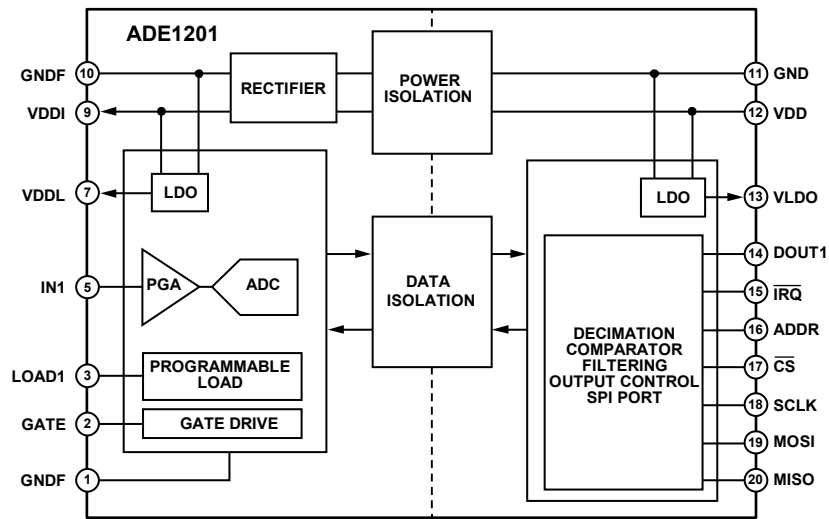 ADE1201
GNDF 10
VDDI 9
VDDL 7
IN1 5
LOAD1 3
GATE 2
GNDF 1
RECTIFIER
POWER
ISOLATION
LDO
PGA
ADC
PROGRAMMABLE
LOAD
GATE DRIVE
DATA
ISOLATION
LDO
DECIMATION
COMPARATOR
FILTERING
OUTPUT CONTROL
SPI PORT
11 GND
12 VDD
13 VLDO
14 DOUT1
15 I̅R̅Q̅
16 ADDR
17 C̅S̅
18 SCLK
19 MOSI
20 MISO